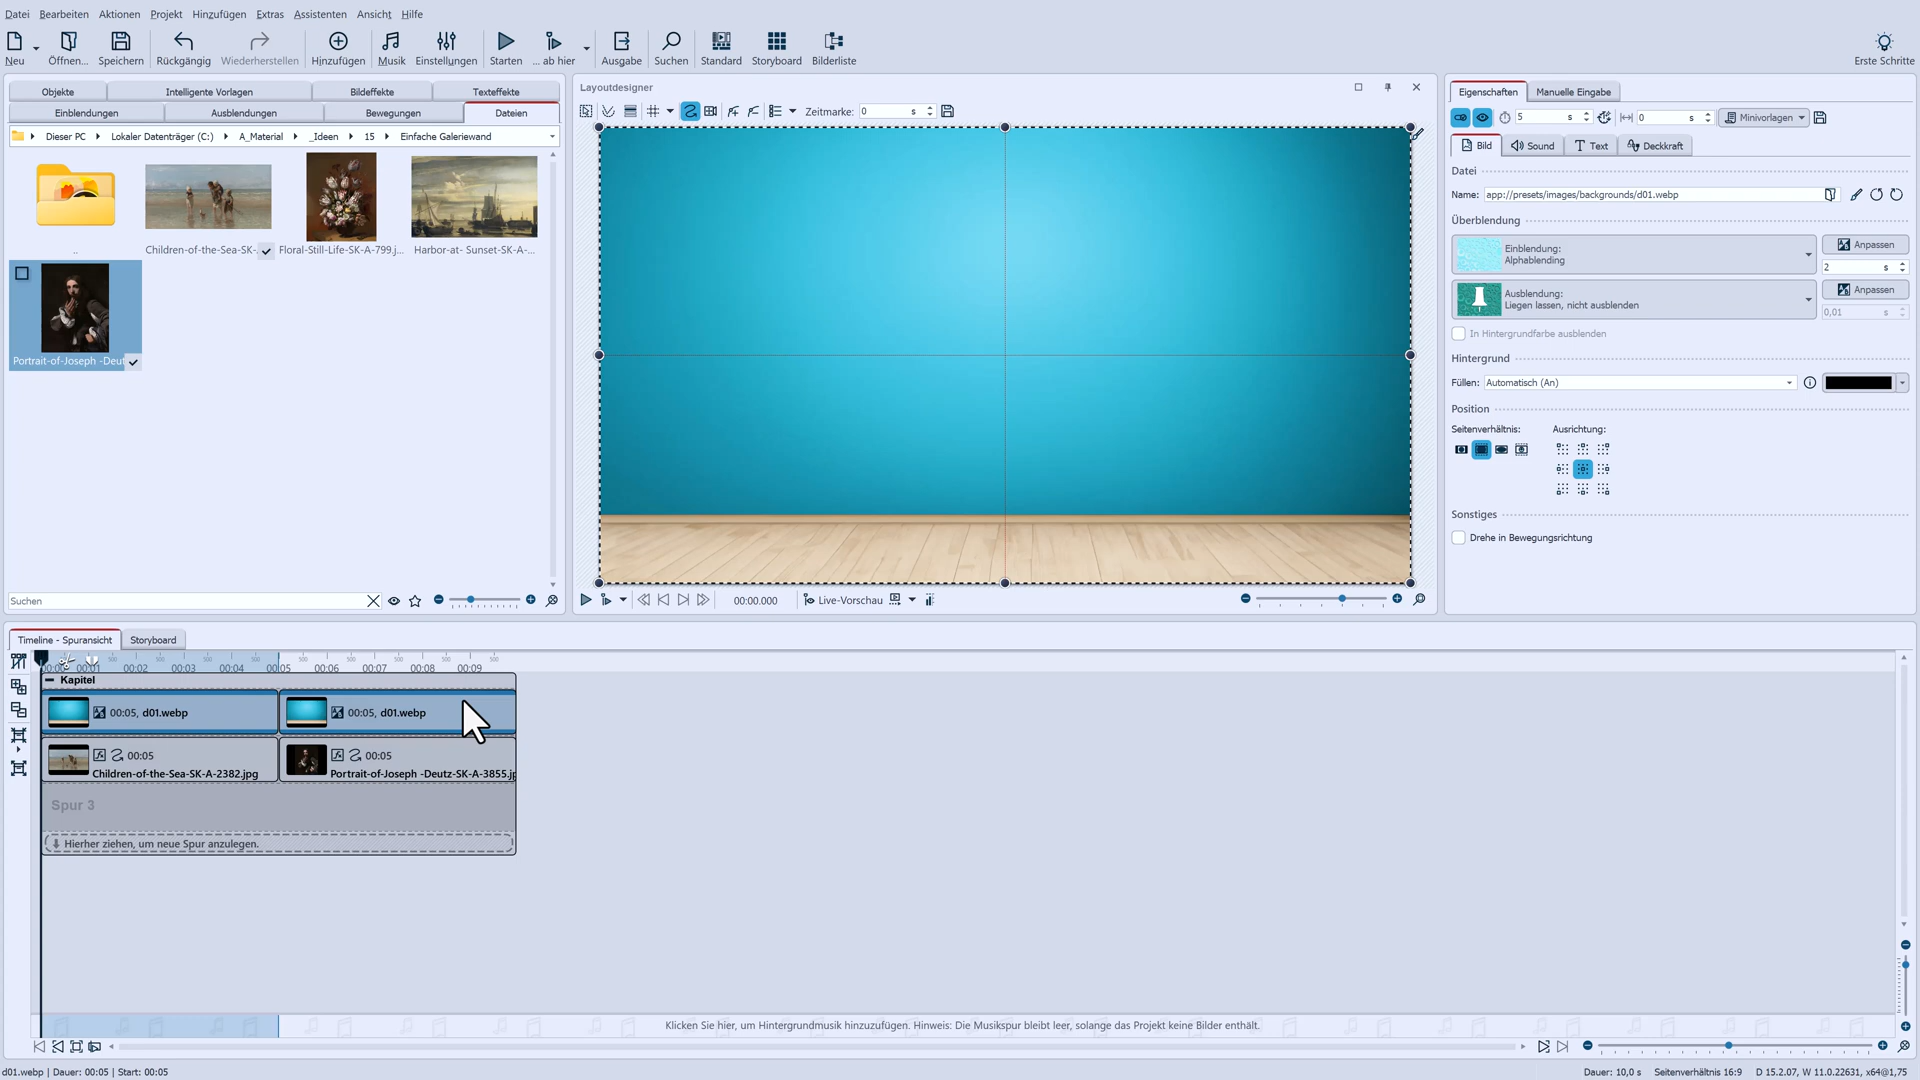 Datei Bearbeiten Aktionen Projekt Hinzufügen Extras Assistenten Ansicht Hilfe
Neu Öffnen... Speichern Rückgängig Wiederherstellen Hinzufügen Musik Einstellungen Starten ... ab hier Ausgabe Suchen Standard Storyboard Bilderliste Erste Schritte
Objekte Intelligente Vorlagen Bildeffekte Texteffekte
Einblendungen Ausblendungen Bewegungen Dateien
Dieser PC Lokaler Datenträger (C:) A_Material _Ideen 15 Einfache Galeriewand
..
Children-of-the-Sea-SK-
Floral-Still-Life-SK-A-799.j...
Harbor-at- Sunset-SK-A-...
Portrait-of-Joseph -Deut
Suchen
Layoutdesigner
Zeitmarke: 0 s
00:00.000 Live-Vorschau
Eigenschaften Manuelle Eingabe
5 s 0 s Minivorlagen
Bild Sound Text Deckkraft
Datei
Name: app://presets/images/backgrounds/d01.webp
Überblendung
Einblendung:
Alphablending
Anpassen
2 s
Ausblendung:
Liegen lassen, nicht ausblenden
Anpassen
0,01 s
In Hintergrundfarbe ausblenden
Hintergrund
Füllen: Automatisch (An)
Position
Seitenverhältnis: Ausrichtung:
Sonstiges
Drehe in Bewegungsrichtung
Timeline - Spuransicht Storyboard
00:02 00:03 00:04 00:05 00:06 00:07 00:08 00:09
Kapitel
00:05, d01.webp 00:05, d01.webp
00:05 00:05
Children-of-the-Sea-SK-A-2382.jpg Portrait-of-Joseph -Deutz-SK-A-3855.jp
Spur 3
Hierher ziehen, um neue Spur anzulegen.
Klicken Sie hier, um Hintergrundmusik hinzuzufügen. Hinweis: Die Musikspur bleibt leer, solange das Projekt keine Bilder enthält.
d01.webp | Dauer: 00:05 | Start: 00:05 Dauer: 10,0 s Seitenverhältnis 16:9 D 15.2.07, W 11.0.22631, x64@1,75